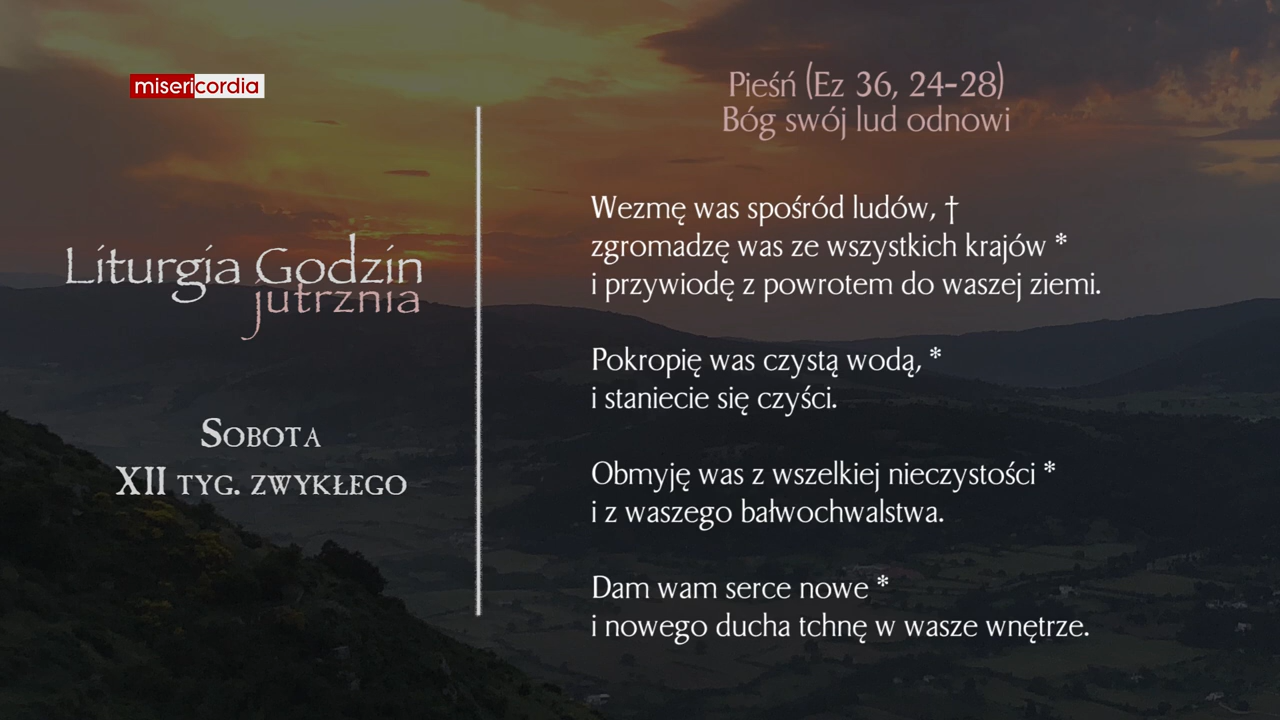 misericordia
Liturgia Godzin
jutrznia
Sobota
XII tyg. zwykłego
Pieśń (Ez 36, 24-28)
Bóg swój lud odnowi
Wezmę was spośród ludów, †
zgromadzę was ze wszystkich krajów *
i przywiodę z powrotem do waszej ziemi.
Pokropię was czystą wodą, *
i staniecie się czyści.
Obmyję was z wszelkiej nieczystości *
i z waszego bałwochwalstwa.
Dam wam serce nowe *
i nowego ducha tchnę w wasze wnętrze.